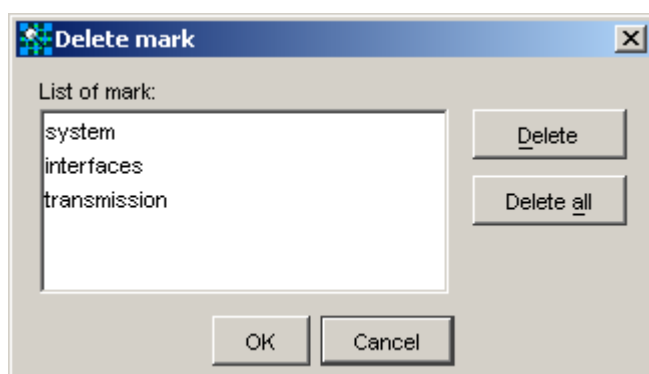 Delete mark
List of mark:
system
interfaces
transmission
Delete
Delete all
OK
Cancel